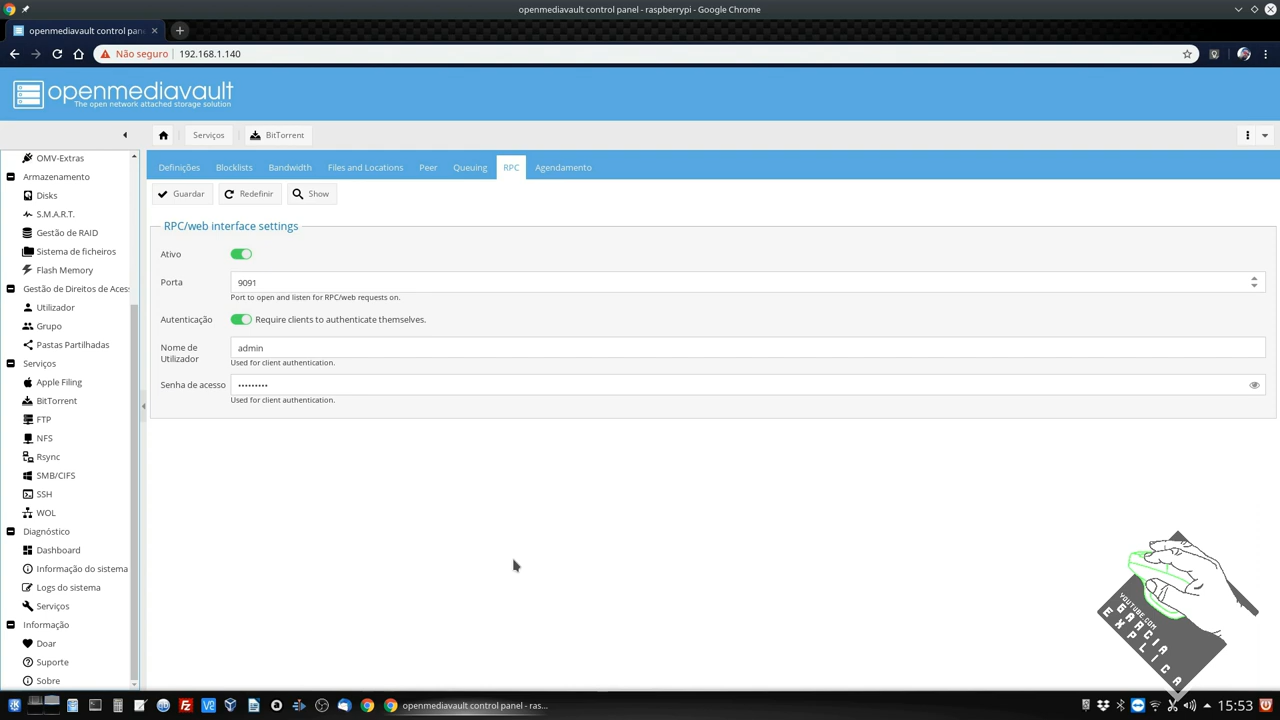 openmediavault control panel - raspberrypi - Google Chrome
openmediavault control pan
Não seguro
192.168.1.140
openmediavault
The open network attached storage solution
Serviços
BitTorrent
OMV-Extras
Armazenamento
Disks
S.M.A.R.T.
Gestão de RAID
Sistema de ficheiros
Flash Memory
Gestão de Direitos de Aces
Utilizador
Grupo
Pastas Partilhadas
Serviços
Apple Filing
BitTorrent
FTP
NFS
Rsync
SMB/CIFS
SSH
WOL
Diagnóstico
Dashboard
Informação do sistema
Logs do sistema
Serviços
Informação
Doar
Suporte
Sobre
Definições
Blocklists
Bandwidth
Files and Locations
Peer
Queuing
RPC
Agendamento
Guardar
Redefinir
Show
RPC/web interface settings
Ativo
Porta
9091
Port to open and listen for RPC/web requests on.
Autenticação
Require clients to authenticate themselves.
Nome de
Utilizador
admin
Used for client authentication.
Senha de acesso
•••••••••
Used for client authentication.
YOUTUBE.COM
GARCIA
EXPLICA
openmediavault control panel - ras...
15:53